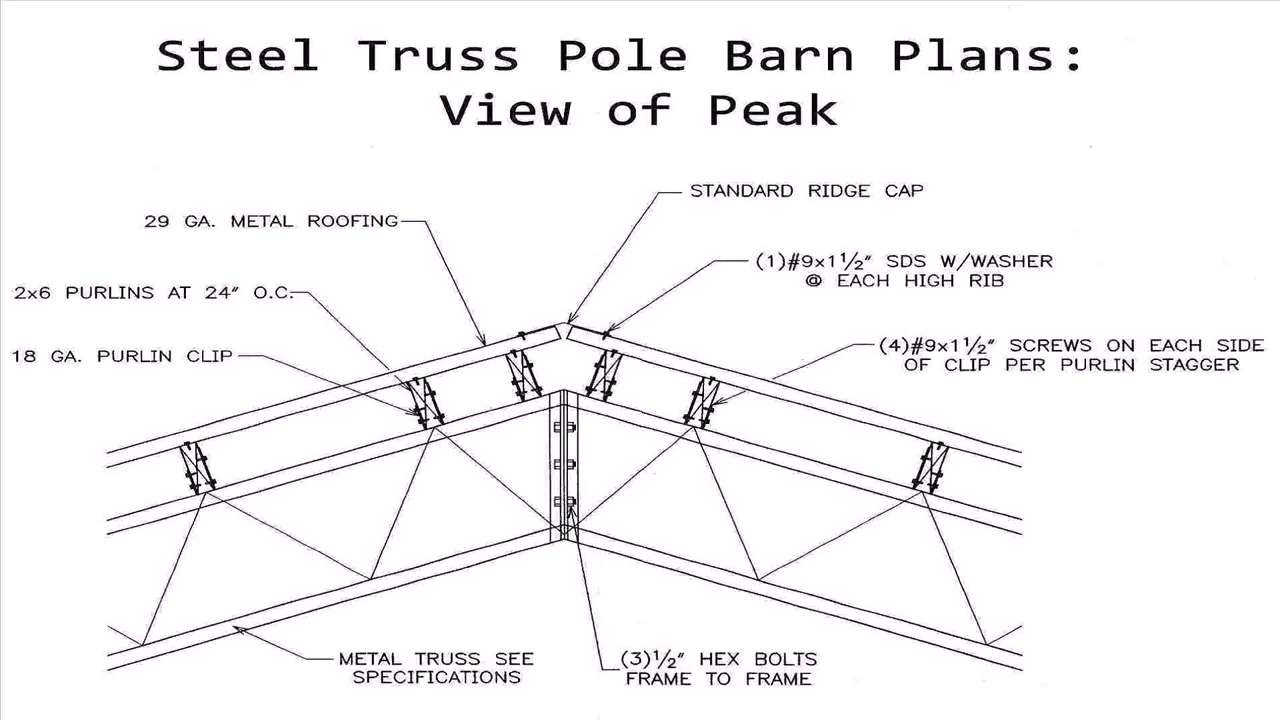 Steel Truss Pole Barn Plans:
View of Peak
STANDARD RIDGE CAP
29 GA. METAL ROOFING
(1)#9x1½" SDS W/WASHER
@ EACH HIGH RIB
2x6 PURLINS AT 24" O.C.
18 GA. PURLIN CLIP
(4)#9x1½" SCREWS ON EACH SIDE
OF CLIP PER PURLIN STAGGER
METAL TRUSS SEE
SPECIFICATIONS
(3)½" HEX BOLTS
FRAME TO FRAME